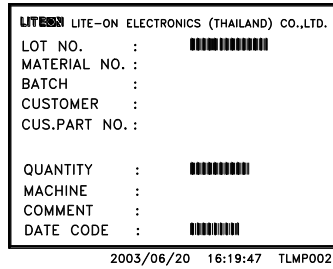 LITEON LITE-ON ELECTRONICS (THAILAND) CO.,LTD.
LOT NO. :
MATERIAL NO. :
BATCH :
CUSTOMER :
CUS.PART NO. :
QUANTITY :
MACHINE :
COMMENT :
DATE CODE :
2003/06/20 16:19:47 TLMP002